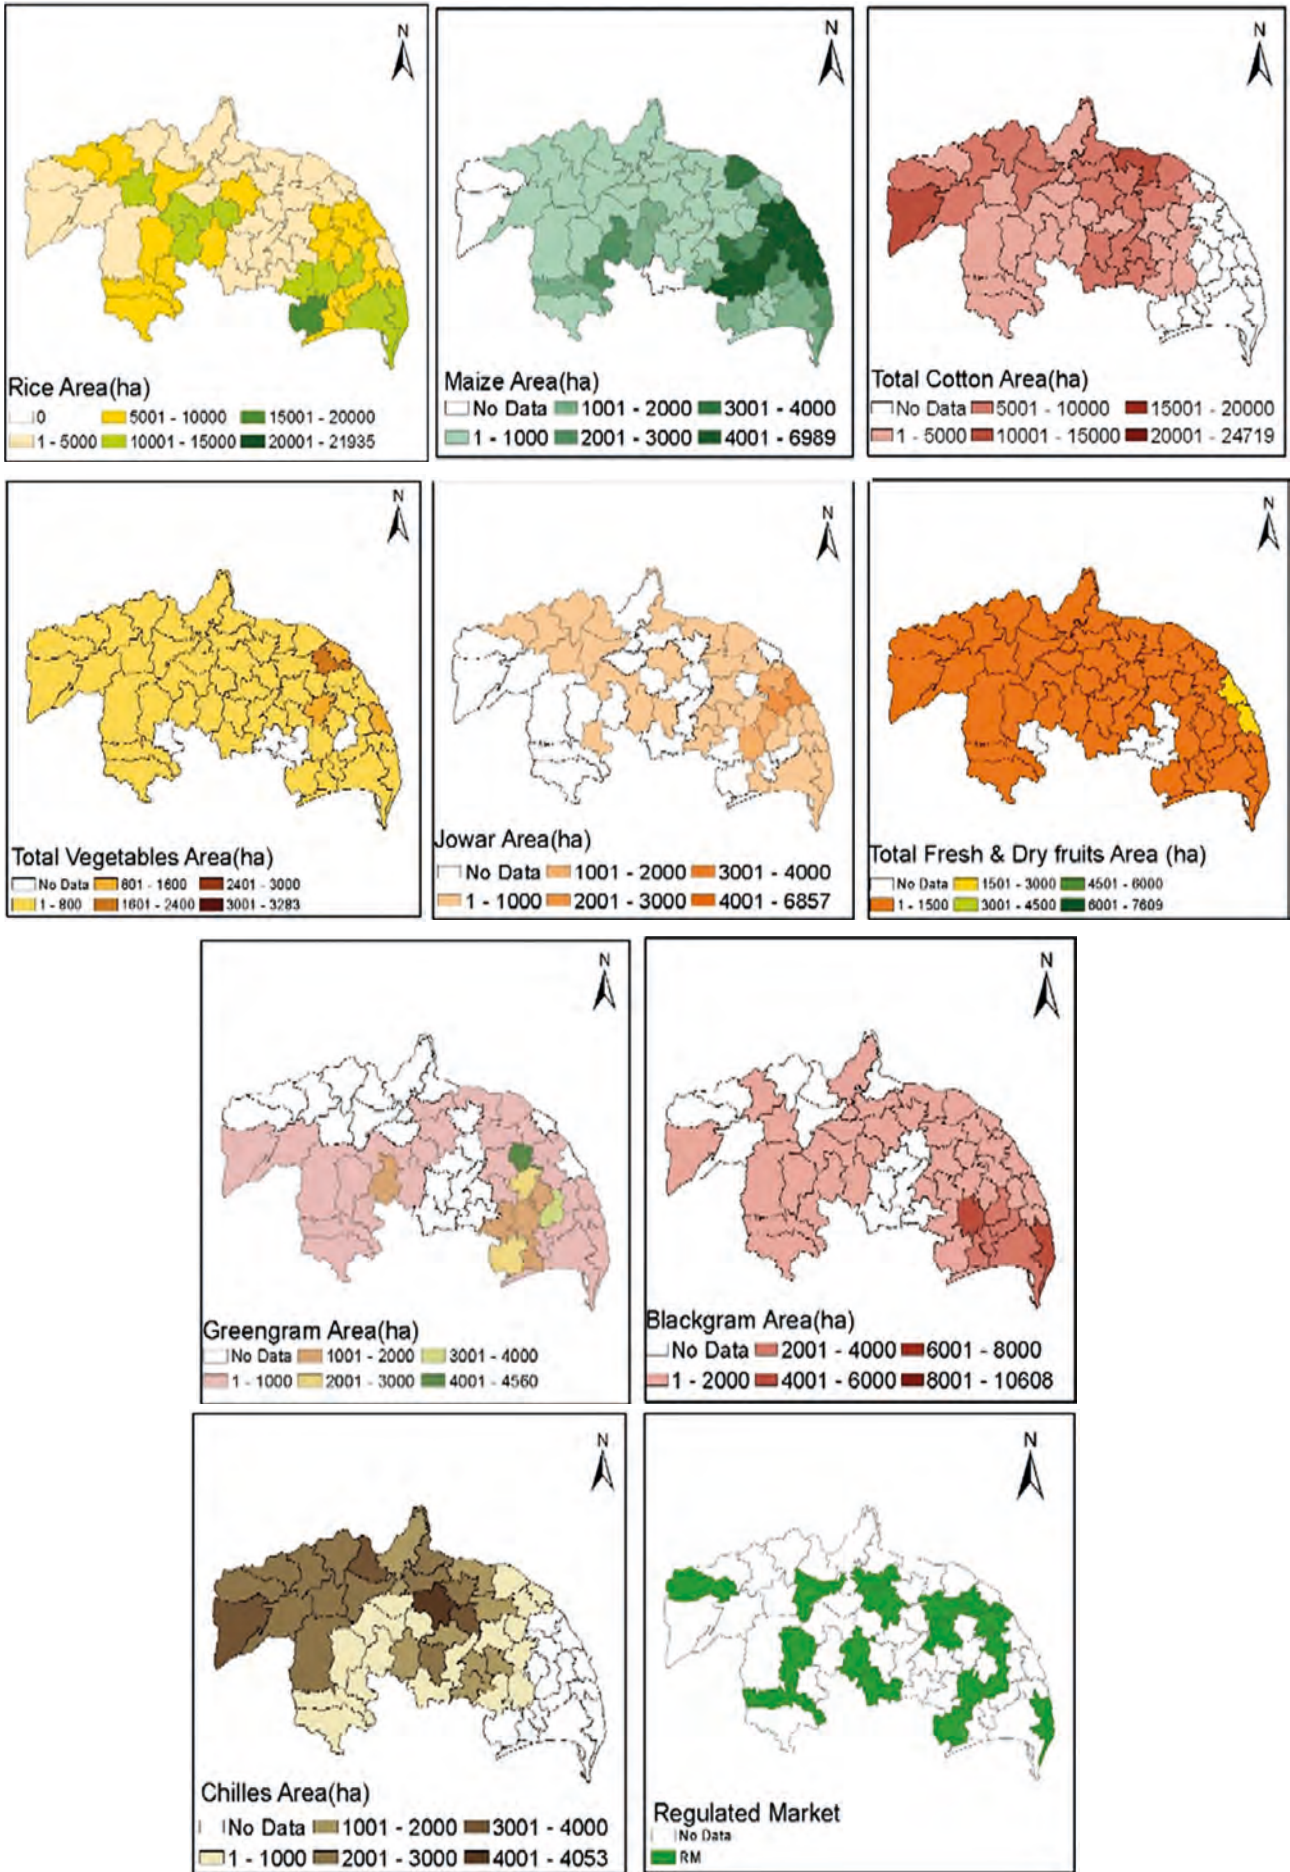 N
N
N
Rice Area(ha)
0
5001 - 10000
15001 - 20000
1 - 5000
10001 - 15000
20001 - 21935
Maize Area(ha)
No Data
1001 - 2000
3001 - 4000
1 - 1000
2001 - 3000
4001 - 6989
Total Cotton Area(ha)
No Data
5001 - 10000
15001 - 20000
1 - 5000
10001 - 15000
20001 - 24719
N
N
N
Total Vegetables Area(ha)
No Data
801 - 1600
2401 - 3000
1 - 800
1601 - 2400
3001 - 3283
Jowar Area(ha)
No Data
1001 - 2000
3001 - 4000
1 - 1000
2001 - 3000
4001 - 6857
Total Fresh & Dry fruits Area (ha)
No Data
1501 - 3000
4501 - 6000
1 - 1500
3001 - 4500
6001 - 7609
N
N
Greengram Area(ha)
No Data
1001 - 2000
3001 - 4000
1 - 1000
2001 - 3000
4001 - 4560
Blackgram Area(ha)
No Data
2001 - 4000
6001 - 8000
1 - 2000
4001 - 6000
8001 - 10608
N
N
Chilles Area(ha)
No Data
1001 - 2000
3001 - 4000
1 - 1000
2001 - 3000
4001 - 4053
Regulated Market
No Data
RM